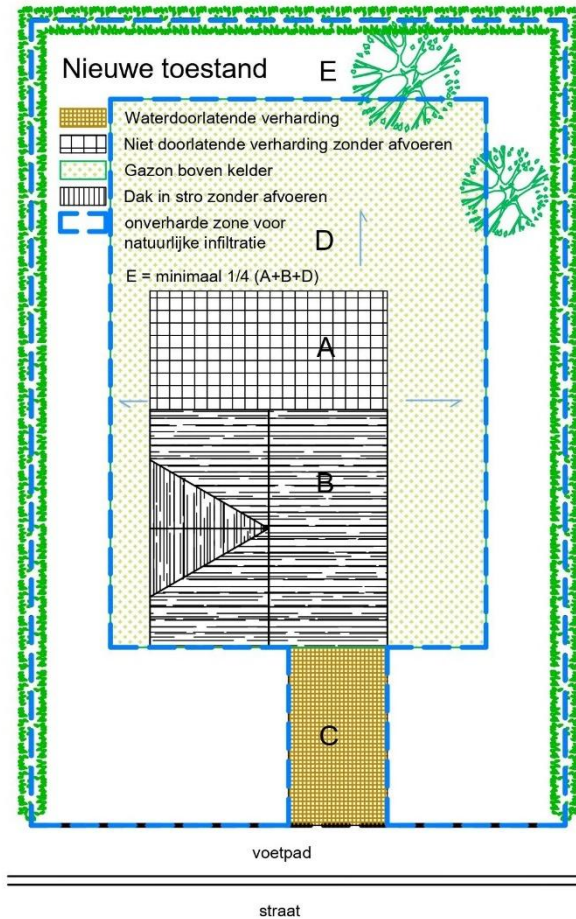 Nieuwe toestand
E
Waterdoorlatende verharding
Niet doorlatende verharding zonder afvoeren
Gazon boven kelder
Dak in stro zonder afvoeren
onverharde zone voor
natuurlijke infiltratie
D
E = minimaal 1/4 (A+B+D)
A
B
C
voetpad
straat